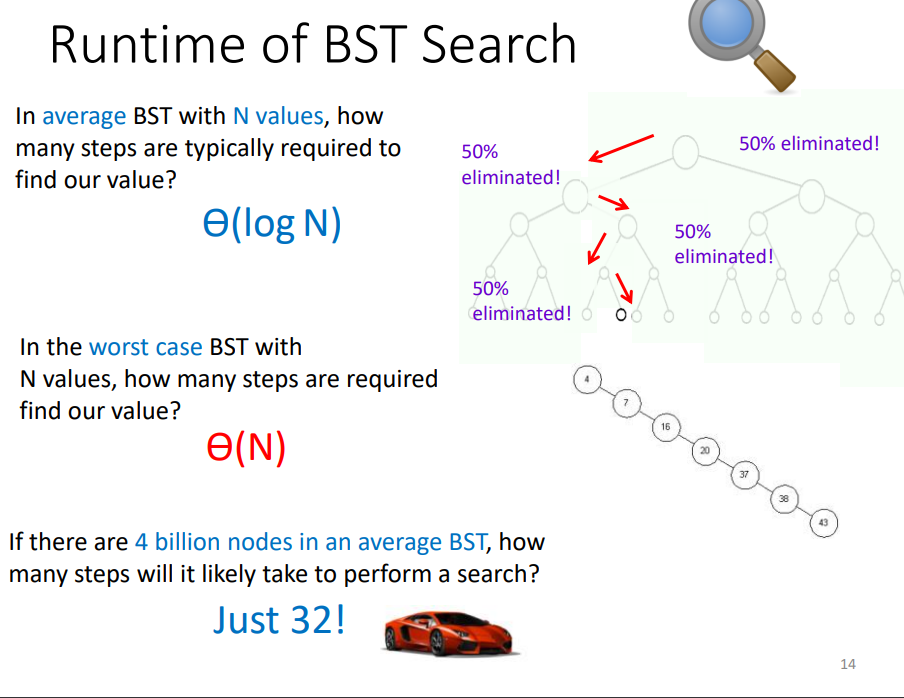 Runtime of BST Search
In average BST with N values, how
many steps are typically required to
find our value?
Ө(log N)
50%
eliminated!
50% eliminated!
50%
eliminated!
50%
eliminated!
In the worst case BST with
N values, how many steps are required
find our value?
Ө(N)
4
7
16
20
37
38
43
If there are 4 billion nodes in an average BST, how
many steps will it likely take to perform a search?
Just 32!
14